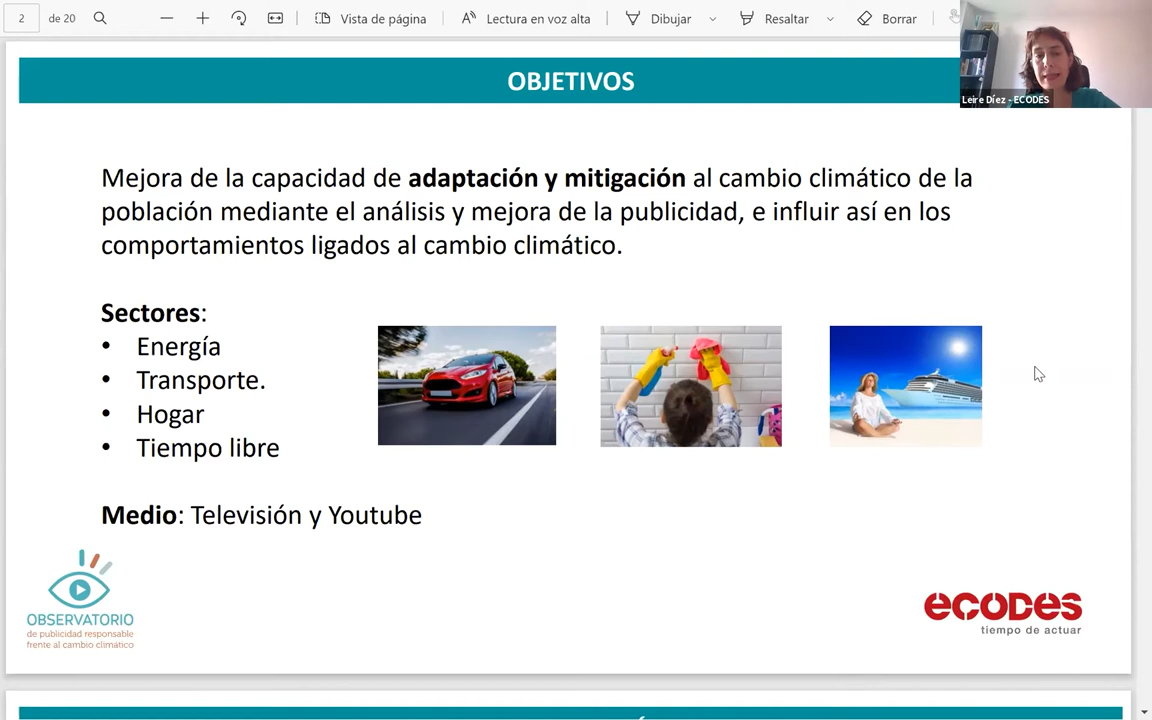 2 de 20 Vista de página Lectura en voz alta Dibujar Resaltar Borrar
Leire Díez - ECODES
OBJETIVOS
Mejora de la capacidad de adaptación y mitigación al cambio climático de la
población mediante el análisis y mejora de la publicidad, e influir así en los
comportamientos ligados al cambio climático.
Sectores:
• Energía
• Transporte.
• Hogar
• Tiempo libre
Medio: Televisión y Youtube
OBSERVATORIO
de publicidad responsable
frente al cambio climático
ecodes
tiempo de actuar